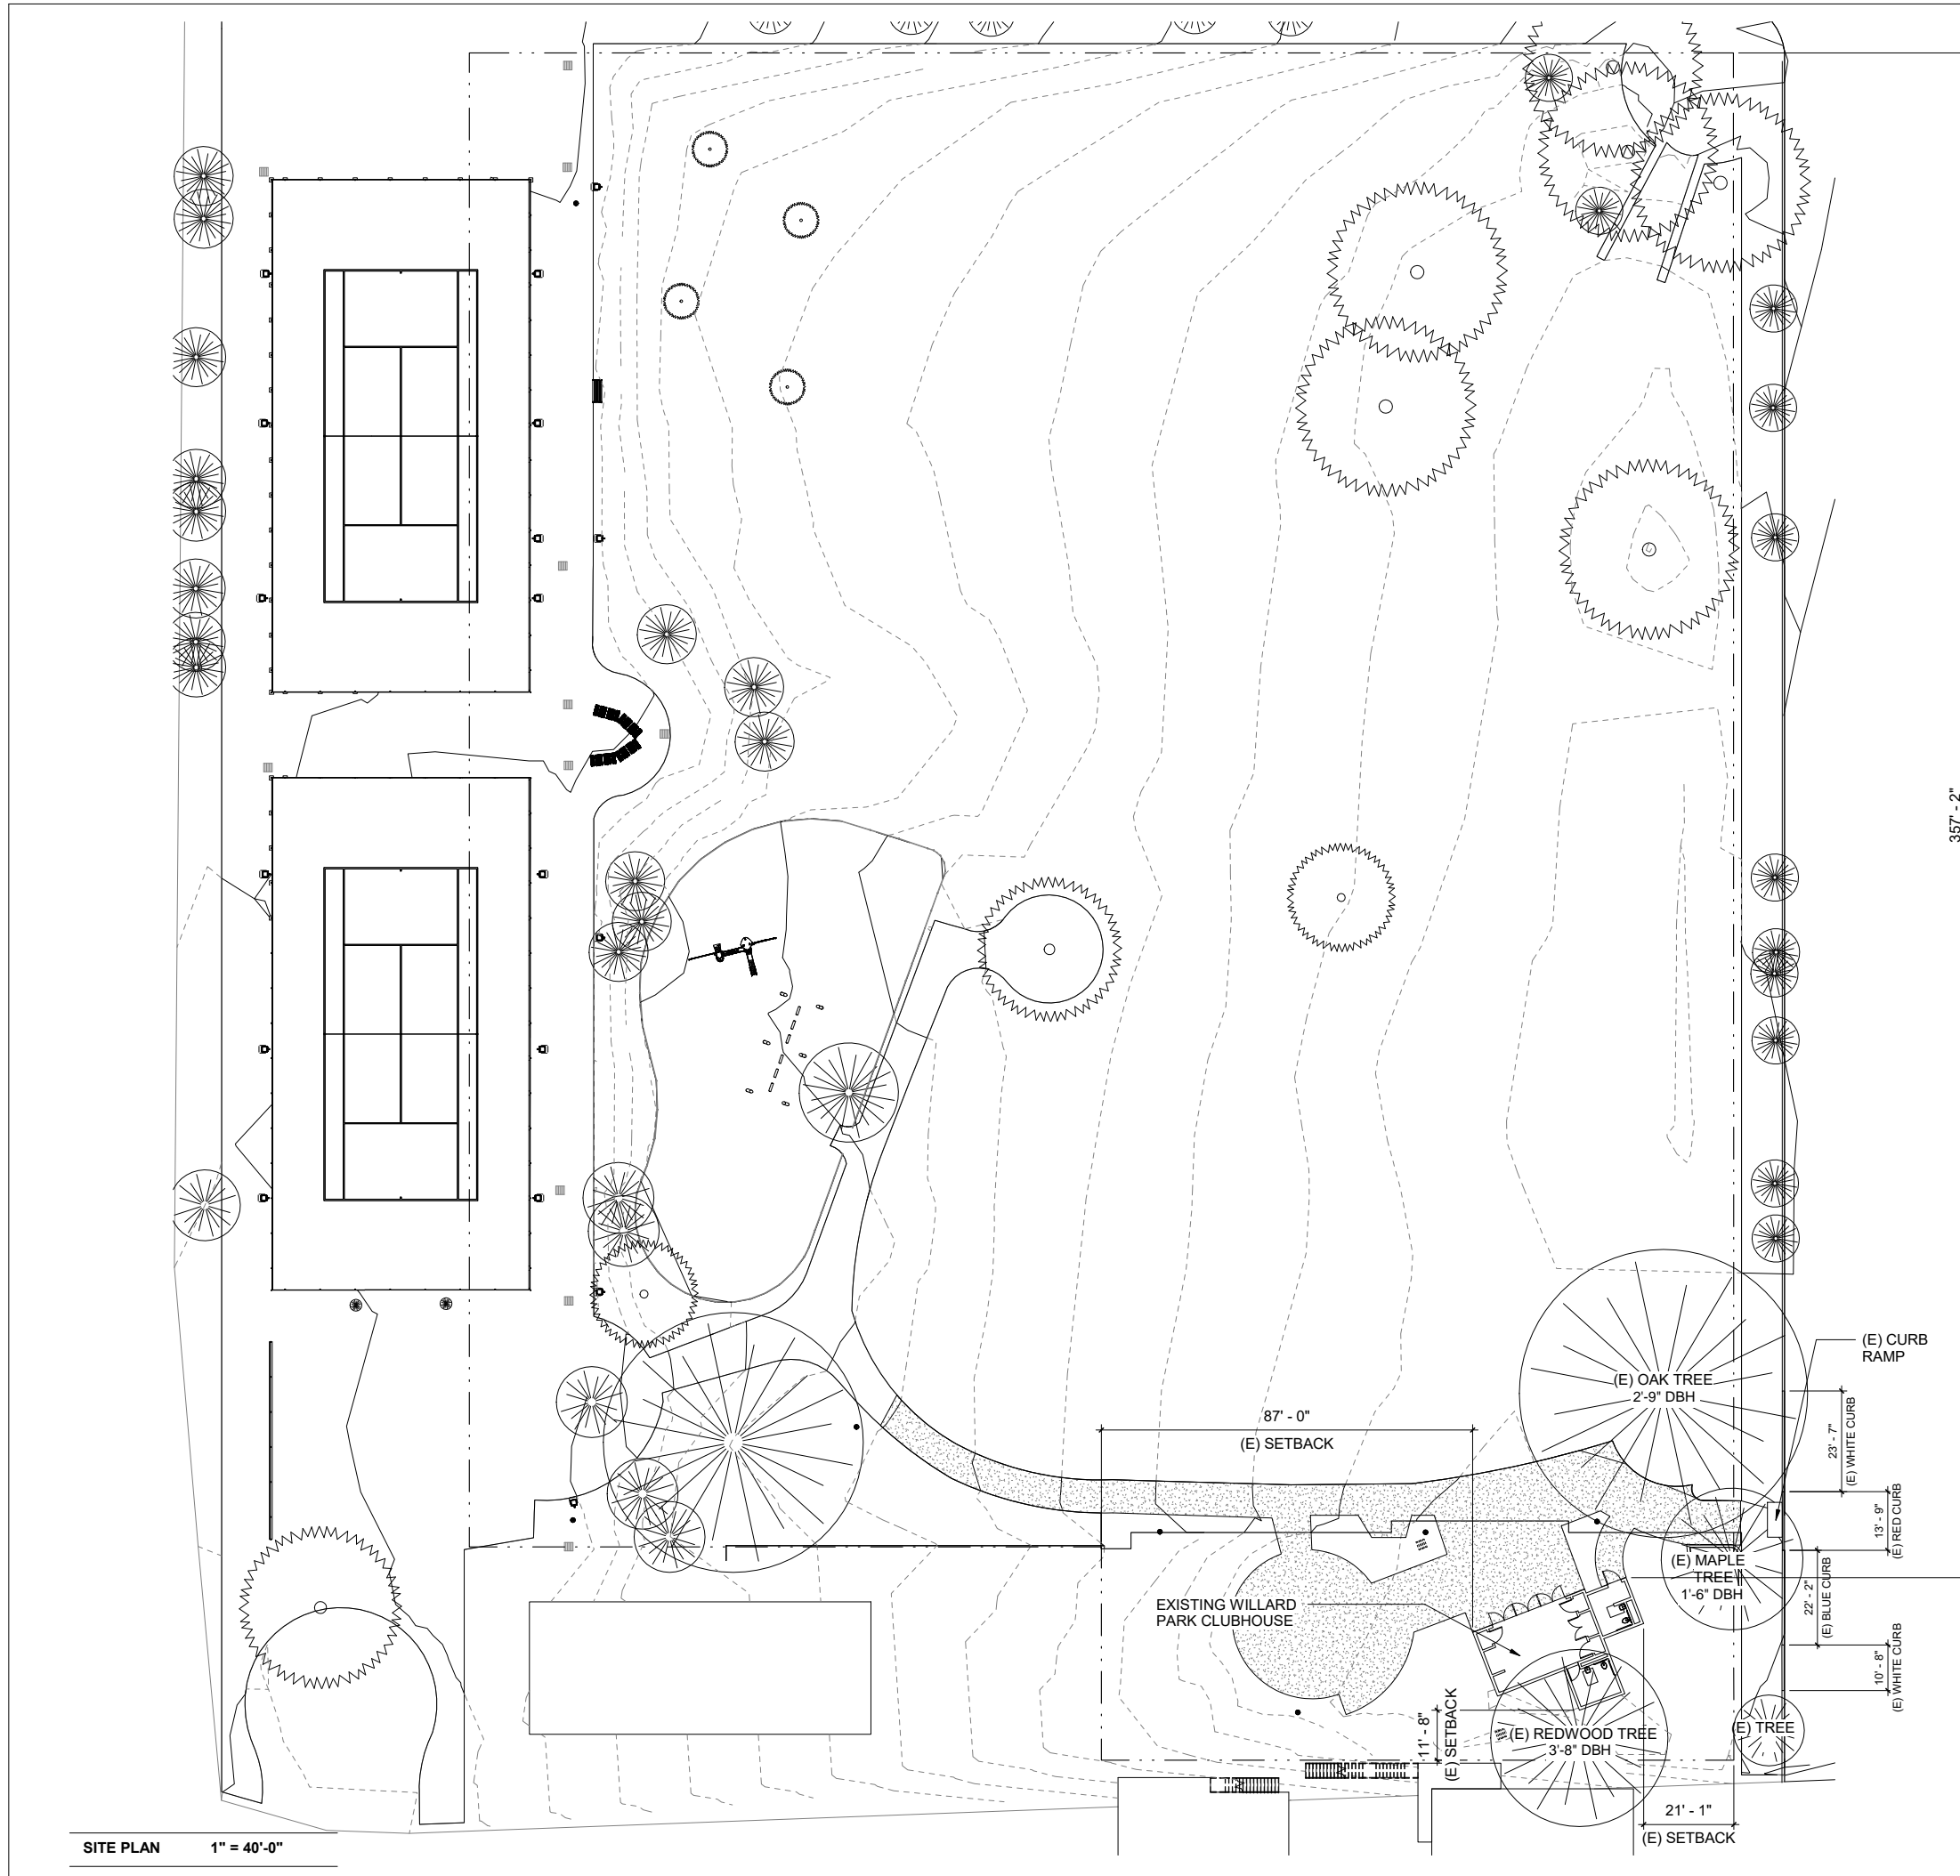 357' - 2"
(E) CURB
RAMP
(E) OAK TREE
2'-9" DBH
23' - 7"
(E) WHITE CURB
87' - 0"
(E) SETBACK
13' - 9"
(E) RED CURB
(E) MAPLE
TREE
1'-6" DBH
22' - 2"
(E) BLUE CURB
EXISTING WILLARD
PARK CLUBHOUSE
10' - 8"
(E) WHITE CURB
11' - 8"
(E) SETBACK
(E) REDWOOD TREE
3'-8" DBH
(E) TREE
21' - 1"
(E) SETBACK
SITE PLAN 1" = 40'-0"